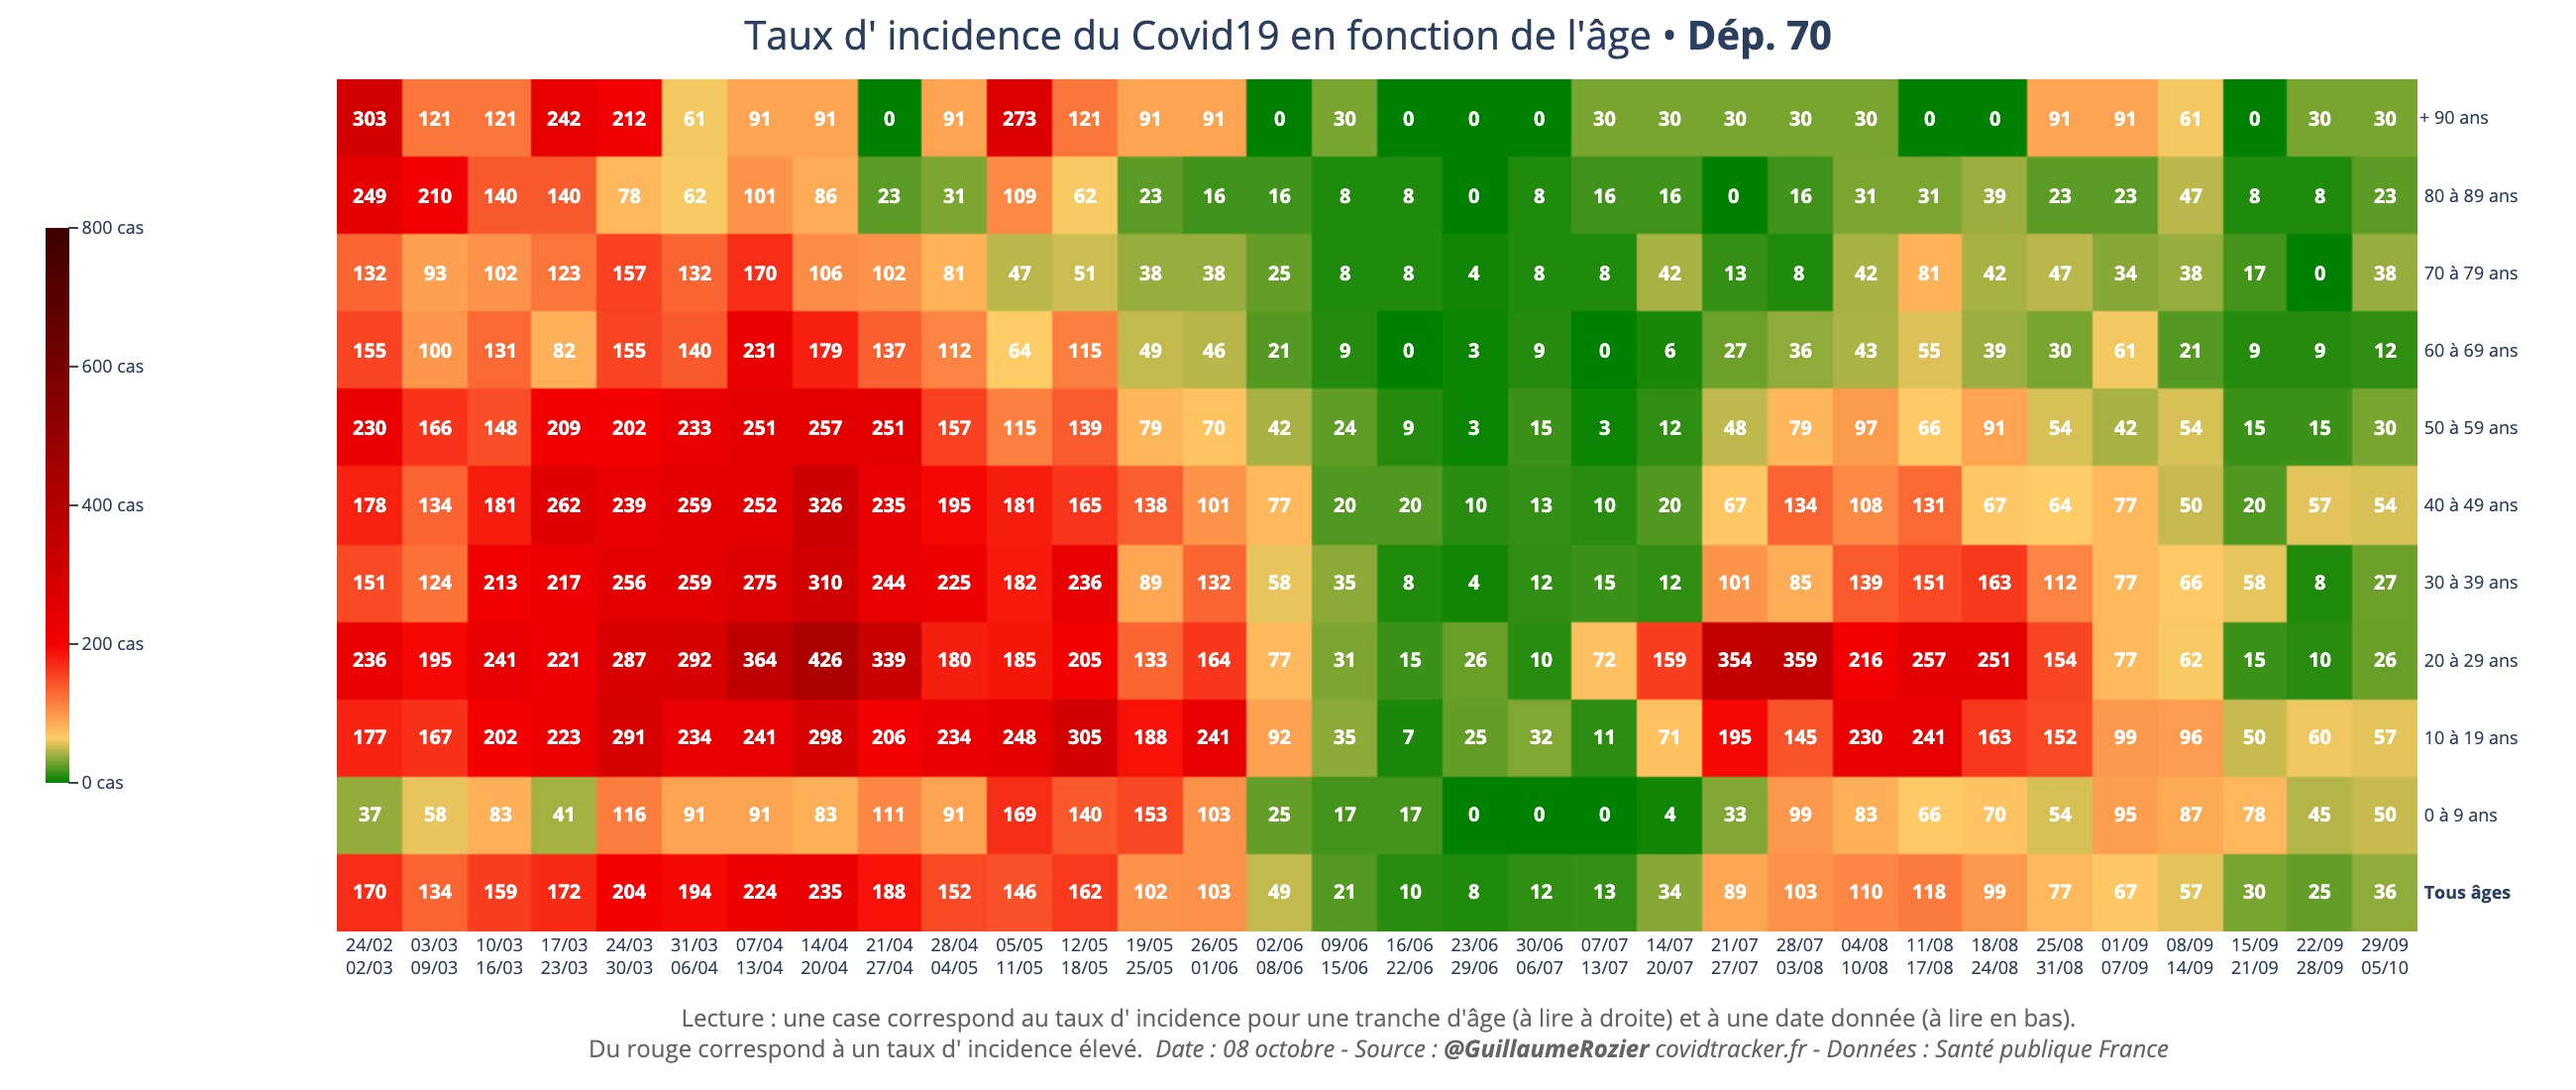 Taux d' incidence du Covid19 en fonction de l'âge • Dép. 70
800 cas
600 cas
400 cas
200 cas
0 cas
303 121 121 242 212 61 91 91 0 91 273 121 91 91 0 30 0 0 0 30 30 30 30 30 0 0 91 91 61 0 30 30 + 90 ans
249 210 140 140 78 62 101 86 23 31 109 62 23 16 16 8 8 0 8 16 16 0 16 31 31 39 23 23 47 8 8 23 80 à 89 ans
132 93 102 123 157 132 170 106 102 81 47 51 38 38 25 8 8 4 8 8 42 13 8 42 81 42 47 34 38 17 0 38 70 à 79 ans
155 100 131 82 155 140 231 179 137 112 64 115 49 46 21 9 0 3 9 0 6 27 36 43 55 39 30 61 21 9 9 12 60 à 69 ans
230 166 148 209 202 233 251 257 251 157 115 139 79 70 42 24 9 3 15 3 12 48 79 97 66 91 54 42 54 15 15 30 50 à 59 ans
178 134 181 262 239 259 252 326 235 195 181 165 138 101 77 20 20 10 13 10 20 67 134 108 131 67 64 77 50 20 57 54 40 à 49 ans
151 124 213 217 256 259 275 310 244 225 182 236 89 132 58 35 8 4 12 15 12 101 85 139 151 163 112 77 66 58 8 27 30 à 39 ans
236 195 241 221 287 292 364 426 339 180 185 205 133 164 77 31 15 26 10 72 159 354 359 216 257 251 154 77 62 15 10 26 20 à 29 ans
177 167 202 223 291 234 241 298 206 234 248 305 188 241 92 35 7 25 32 11 71 195 145 230 241 163 152 99 96 50 60 57 10 à 19 ans
37 58 83 41 116 91 91 83 111 91 169 140 153 103 25 17 17 0 0 0 4 33 99 83 66 70 54 95 87 78 45 50 0 à 9 ans
170 134 159 172 204 194 224 235 188 152 146 162 102 103 49 21 10 8 12 13 34 89 103 110 118 99 77 67 57 30 25 36 Tous âges
24/02 03/03 10/03 17/03 24/03 31/03 07/04 14/04 21/04 28/04 05/05 12/05 19/05 26/05 02/06 09/06 16/06 23/06 30/06 07/07 14/07 21/07 28/07 04/08 11/08 18/08 25/08 01/09 08/09 15/09 22/09 29/09
02/03 09/03 16/03 23/03 30/03 06/04 13/04 20/04 27/04 04/05 11/05 18/05 25/05 01/06 08/06 15/06 22/06 29/06 06/07 13/07 20/07 27/07 03/08 10/08 17/08 24/08 31/08 07/09 14/09 21/09 28/09 05/10
Lecture : une case correspond au taux d' incidence pour une tranche d'âge (à lire à droite) et à une date donnée (à lire en bas).
Du rouge correspond à un taux d' incidence élevé. Date : 08 octobre - Source : @GuillaumeRozier covidtracker.fr - Données : Santé publique France